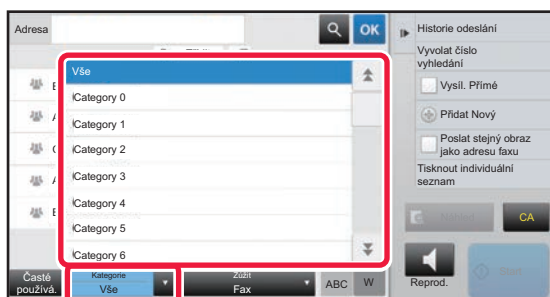 Adresa
OK
Historie odeslání
Vyvolat číslo
vyhledání
Vysíl. Přímé
Přidat Nový
Poslat stejný obraz
jako adresu faxu
Tisknout individuální
seznam
Vše
Category 0
Category 1
Category 2
Category 3
Category 4
Category 5
Category 6
CA
Časté
používá.
Kategorie
Vše
Zúžit
Fax
ABC
W
Reprod.
Start